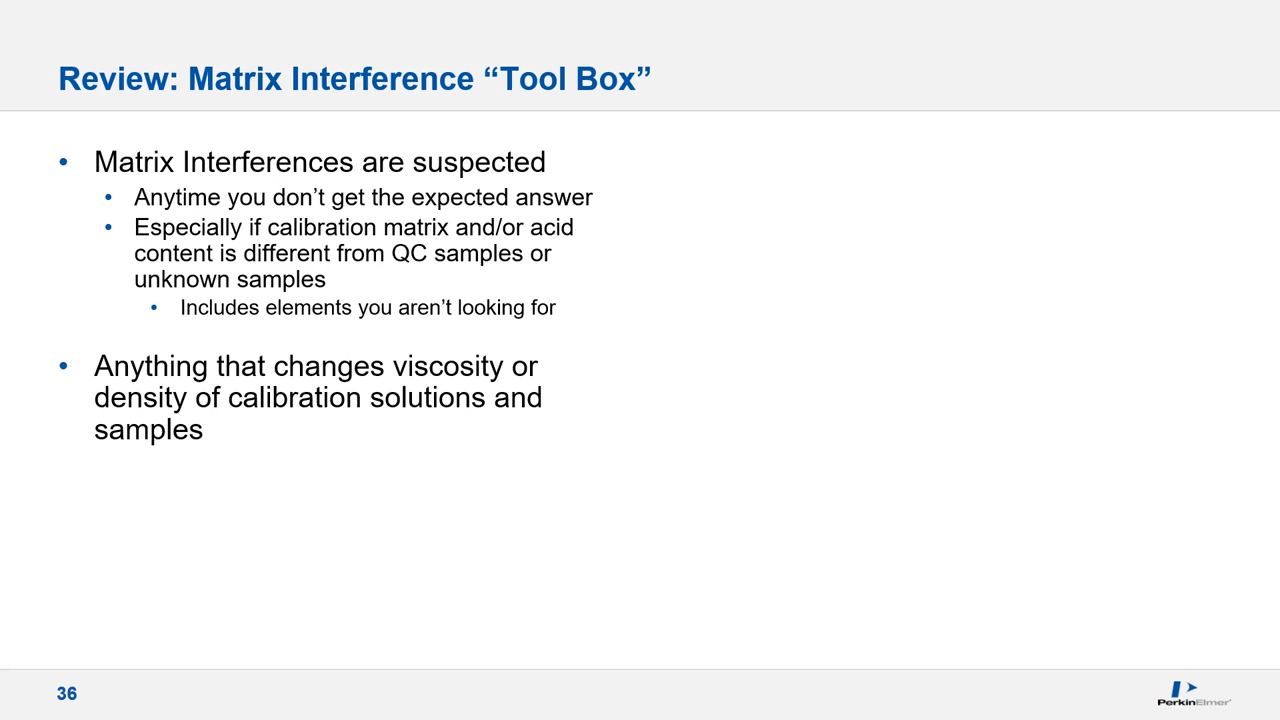 Review: Matrix Interference “Tool Box”
• Matrix Interferences are suspected
• Anytime you don’t get the expected answer
• Especially if calibration matrix and/or acid
content is different from QC samples or
unknown samples
• Includes elements you aren’t looking for
• Anything that changes viscosity or
density of calibration solutions and
samples
36
PerkinElmer